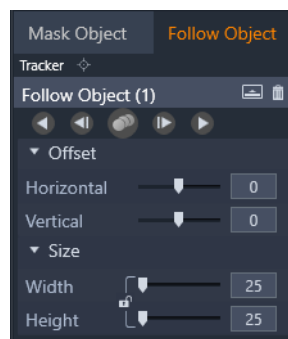 Mask Object Follow Object
Tracker
Follow Object (1)
Offset
Horizontal 0
Vertical 0
Size
Width 25
Height 25